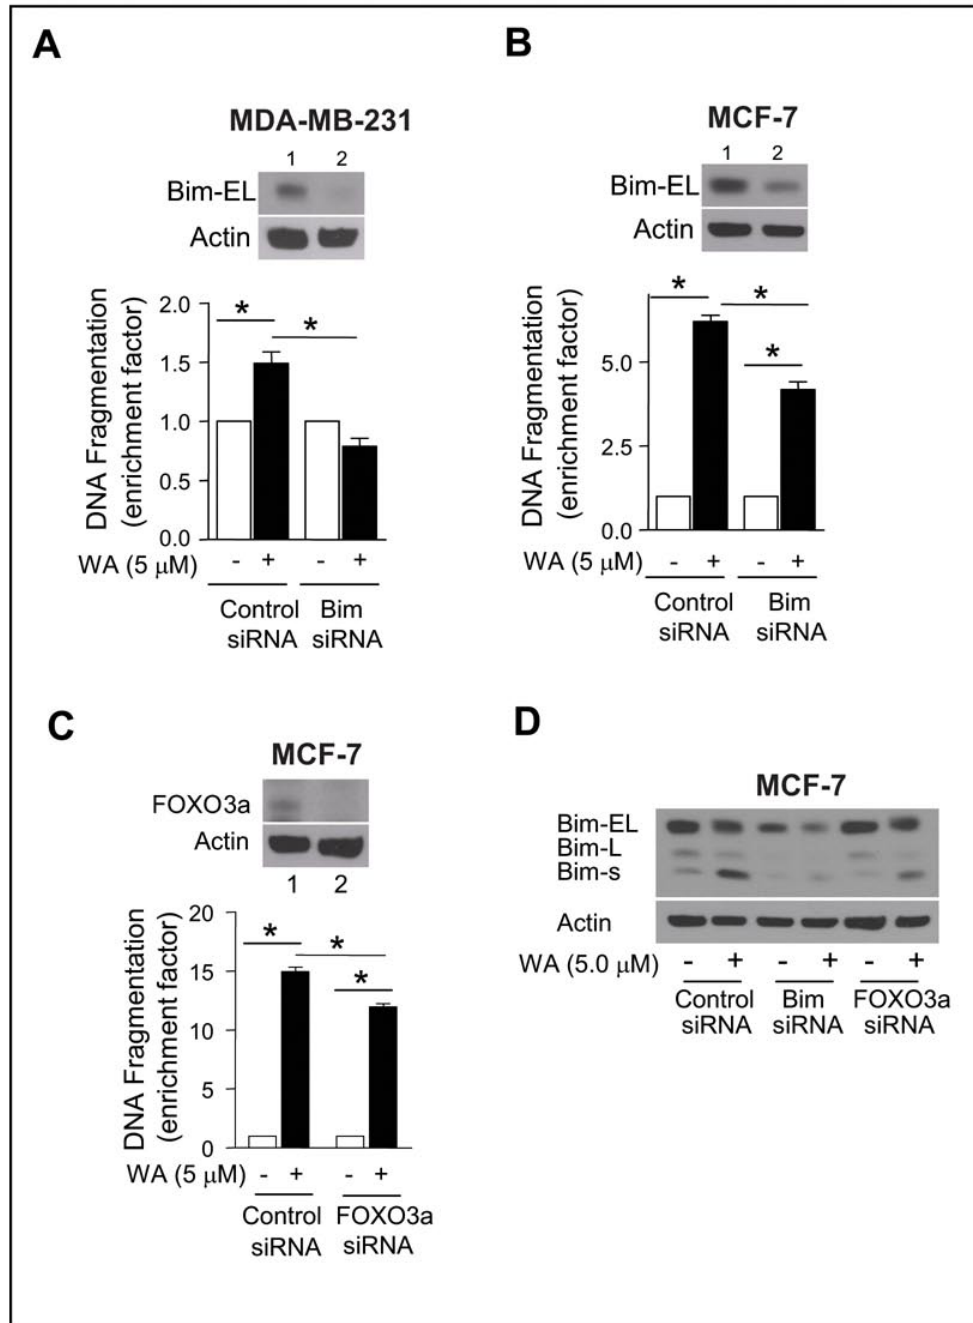 A
MDA-MB-231
1 2
Bim-EL
Actin
2.0
1.5
1.0
0.5
0.0
DNA Fragmentation
(enrichment factor)
* *
WA (5 μM) - + - +
Control Bim
siRNA siRNA
B
MCF-7
1 2
Bim-EL
Actin
5.0
2.5
0.0
DNA Fragmentation
(enrichment factor)
* * *
WA (5 μM) - + - +
Control Bim
siRNA siRNA
C
MCF-7
FOXO3a
Actin
1 2
20
15
10
5
0
DNA Fragmentation
(enrichment factor)
* * *
WA (5 μM) - + - +
Control FOXO3a
siRNA siRNA
D
MCF-7
Bim-EL
Bim-L
Bim-s
Actin
WA (5.0 μM) - + - + - +
Control Bim FOXO3a
siRNA siRNA siRNA